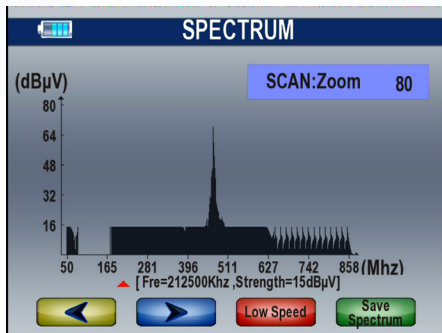 SPECTRUM
(dBµV)
SCAN:Zoom 80
80
64
48
32
16
50 165 281 396 511 627 742 858 (Mhz)
[ Fre=212500Khz ,Strength=15dBµV]
Low Speed
Save
Spectrum